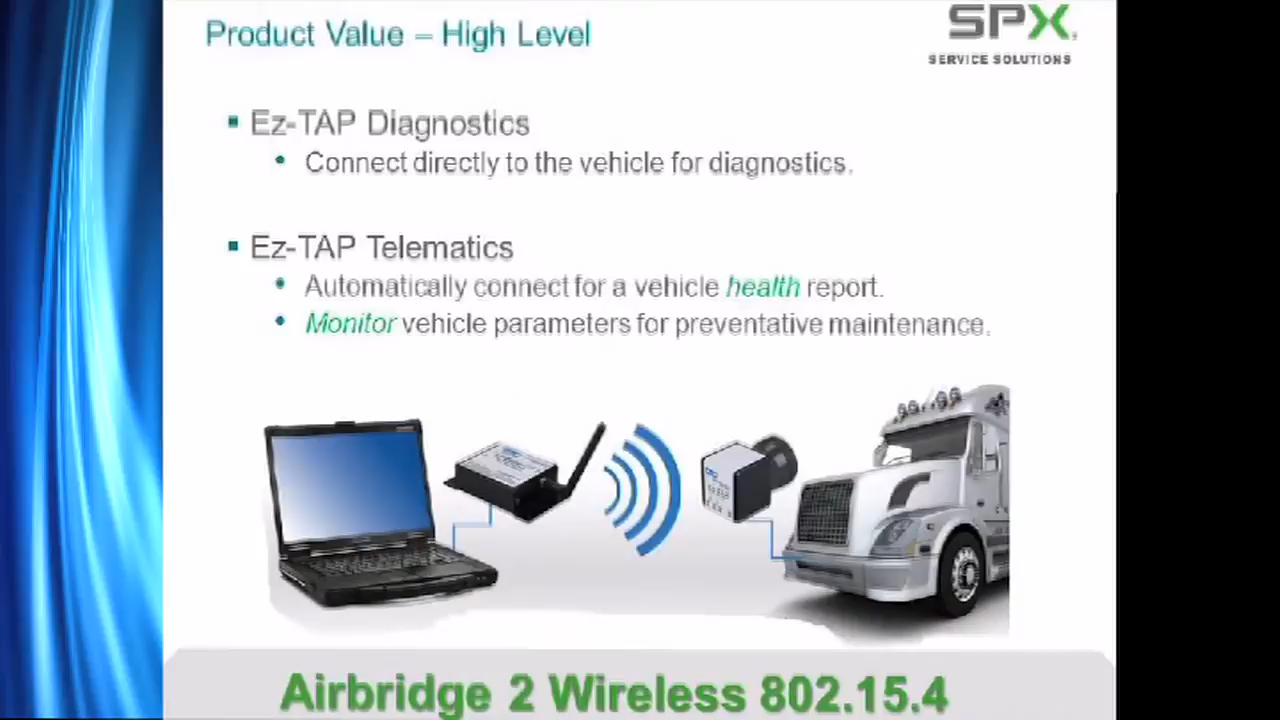 Product Value – High Level
SPX
SERVICE SOLUTIONS
Ez-TAP Diagnostics
Connect directly to the vehicle for diagnostics.
Ez-TAP Telematics
Automatically connect for a vehicle health report.
Monitor vehicle parameters for preventative maintenance.
Airbridge 2 Wireless 802.15.4